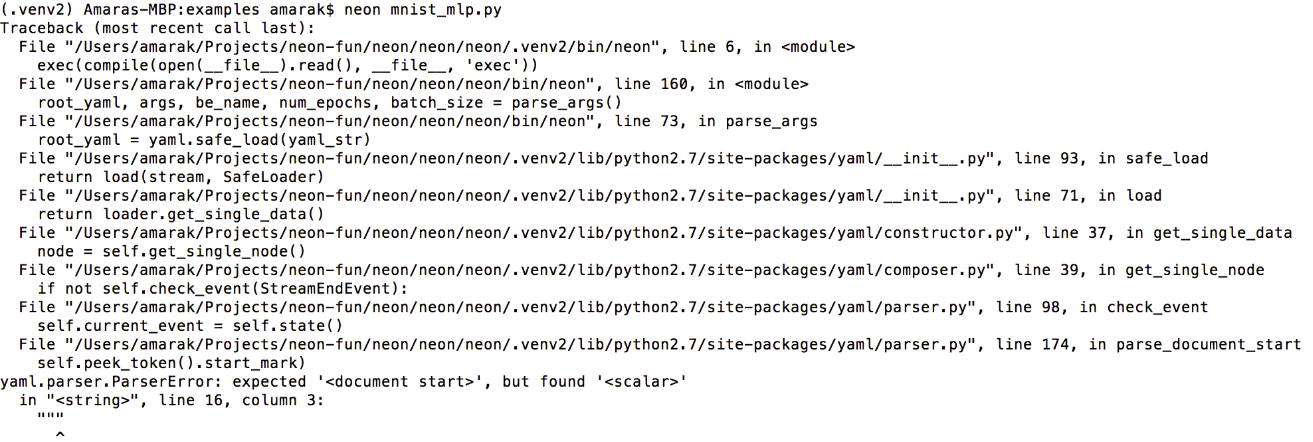 (.venv2) Amaras-MBP:examples amarak$ neon mnist_mlp.py
Traceback (most recent call last):
  File "/Users/amarak/Projects/neon-fun/neon/neon/neon/.venv2/bin/neon", line 6, in <module>
    exec(compile(open(__file__).read(), __file__, 'exec'))
  File "/Users/amarak/Projects/neon-fun/neon/neon/neon/bin/neon", line 160, in <module>
    root_yaml, args, be_name, num_epochs, batch_size = parse_args()
  File "/Users/amarak/Projects/neon-fun/neon/neon/neon/bin/neon", line 73, in parse_args
    root_yaml = yaml.safe_load(yaml_str)
  File "/Users/amarak/Projects/neon-fun/neon/neon/neon/.venv2/lib/python2.7/site-packages/yaml/__init__.py", line 93, in safe_load
    return load(stream, SafeLoader)
  File "/Users/amarak/Projects/neon-fun/neon/neon/neon/.venv2/lib/python2.7/site-packages/yaml/__init__.py", line 71, in load
    return loader.get_single_data()
  File "/Users/amarak/Projects/neon-fun/neon/neon/neon/.venv2/lib/python2.7/site-packages/yaml/constructor.py", line 37, in get_single_data
    node = self.get_single_node()
  File "/Users/amarak/Projects/neon-fun/neon/neon/neon/.venv2/lib/python2.7/site-packages/yaml/composer.py", line 39, in get_single_node
    if not self.check_event(StreamEndEvent):
  File "/Users/amarak/Projects/neon-fun/neon/neon/neon/.venv2/lib/python2.7/site-packages/yaml/parser.py", line 98, in check_event
    self.current_event = self.state()
  File "/Users/amarak/Projects/neon-fun/neon/neon/neon/.venv2/lib/python2.7/site-packages/yaml/parser.py", line 174, in parse_document_start
    self.peek_token().start_mark)
yaml.parser.ParserError: expected '<document start>', but found '<scalar>'
  in "<string>", line 16, column 3:
    """
      ^